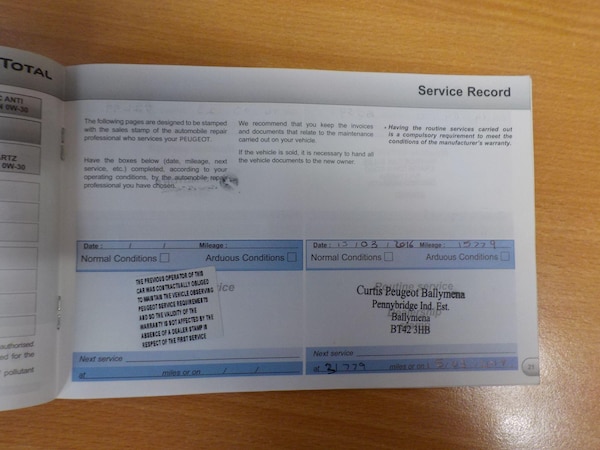 TOTAL
C ANTI
0W-30
RTZ
0W-30
uthorised
ed for the
pollutant
Service Record
The following pages are designed to be stamped
with the sales stamp of the automobile repair
professional who services your PEUGEOT.
Have the boxes below (date, mileage, next
service, etc.) completed, according to your
operating conditions, by the automobile repair
professional you have chosen.
We recommend that you keep the invoices
and documents that relate to the maintenance
carried out on your vehicle.
If the vehicle is sold, it is necessary to hand all
the vehicle documents to the new owner
- Having the routine services carried out
is a compulsory requirement to meet the
conditions of the manufacturer's warranty.
Date : / / Mileage :
Normal Conditions Arduous Conditions
THE PREVIOUS OPERATOR OF THIS
CAR WAS CONTRACTUALLY OBLIGED
TO MAINTAIN THE VEHICLE OBSERVING
PEUGEOT SERVICE REQUIREMENTS
AND SO THE VALIDITY OF THE
WARRANTY IS NOT AFFECTED BY THE
ABSENCE OF A DEALER STAMP IN
RESPECT OF THE FIRST SERVICE
ice
Next service
at miles or on / /
Date : / 03 / 2016 Mileage : 15779
Normal Conditions Arduous Conditions
Routine service
Curtis Peugeot Ballymena
Pennybridge Ind. Est.
Ballymena
BT42 3HB
Next service
at 31779 miles or on
21